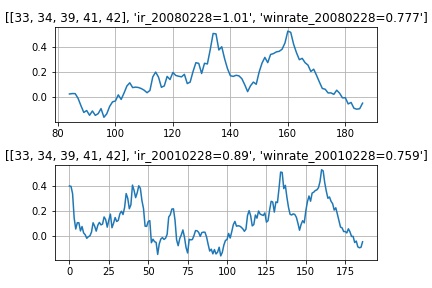 [[33, 34, 39, 41, 42], 'ir_20080228=1.01', 'winrate_20080228=0.777']
0.4
0.2
0.0
80 100 120 140 160 180
[[33, 34, 39, 41, 42], 'ir_20010228=0.89', 'winrate_20010228=0.759']
0.4
0.2
0.0
0 25 50 75 100 125 150 175